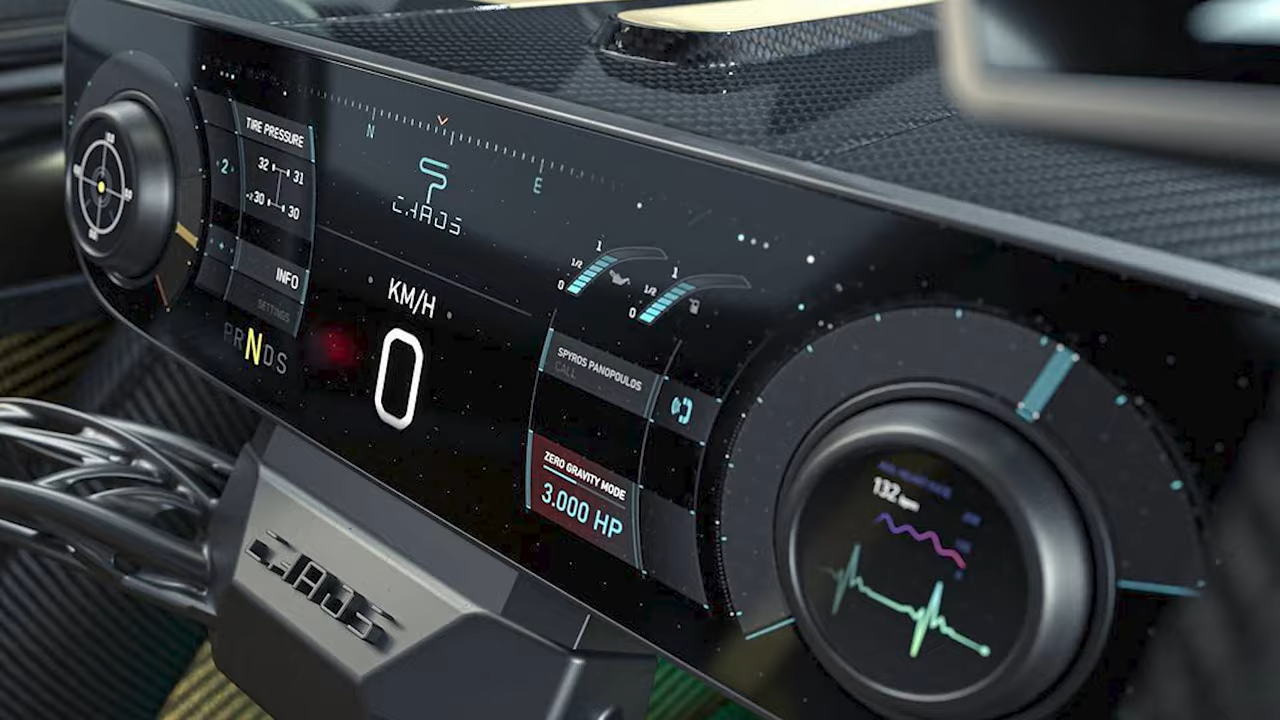 TIRE PRESSURE
32 31
30 30
2
INFO
SETTINGS
PRNDS
N
E
CHAOS
KM/H
0
1
1/2
0
1
1/2
0
SPYROS PANOPOULOS
CALL
ZERO GRAVITY MODE
3.000 HP
132 bpm
CHAOS